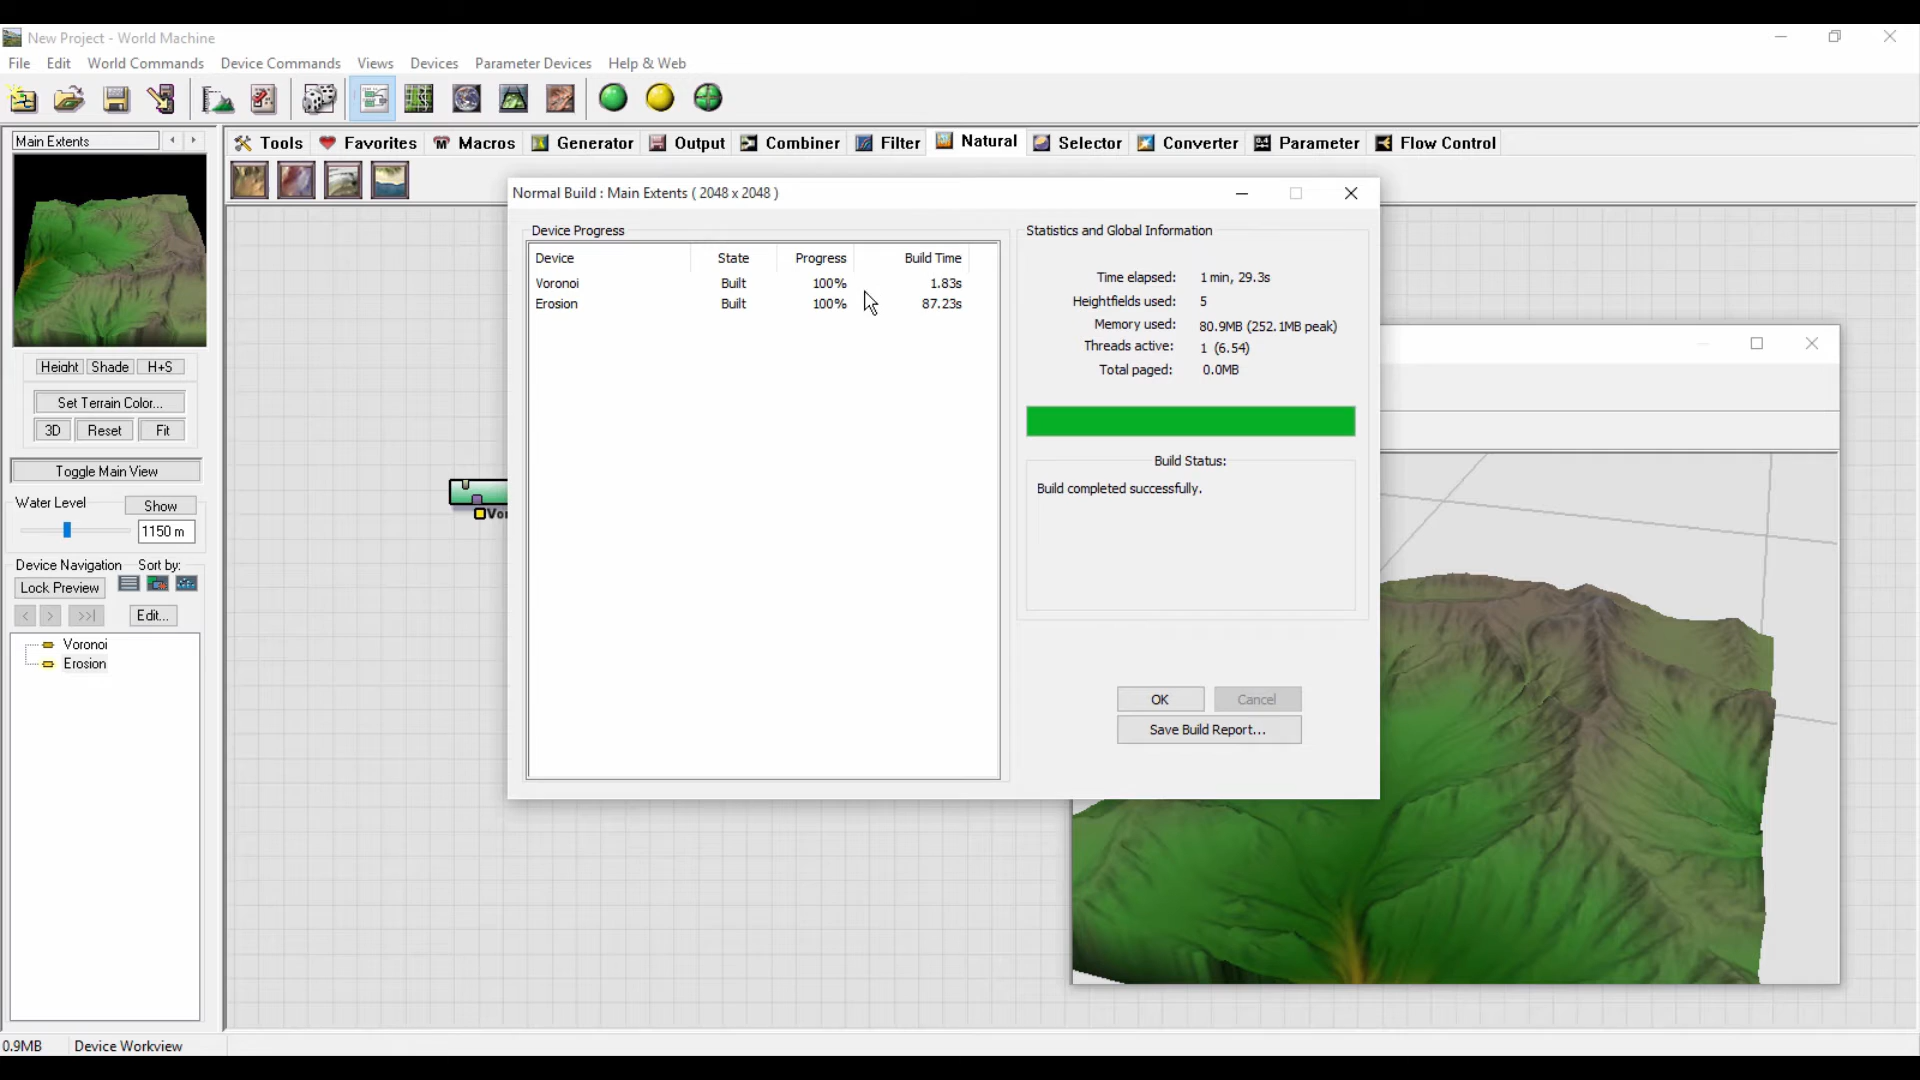 New Project - World Machine
File Edit World Commands Device Commands Views Devices Parameter Devices Help & Web
Main Extents
Tools Favorites Macros Generator Output Combiner Filter Natural Selector Converter Parameter Flow Control
Normal Build : Main Extents ( 2048 x 2048 )
Device Progress
Device State Progress Build Time
Voronoi Built 100% 1.83s
Erosion Built 100% 87.23s
Statistics and Global Information
Time elapsed: 1 min, 29.3s
Heightfields used: 5
Memory used: 80.9MB (252.1MB peak)
Threads active: 1 (6.54)
Total paged: 0.0MB
Build Status:
Build completed successfully.
OK Cancel
Save Build Report...
Height Shade H+S
Set Terrain Color...
3D Reset Fit
Toggle Main View
Water Level Show
1150 m
Device Navigation Sort by:
Lock Preview
< > >>| Edit...
Voronoi
Erosion
Vor
0.9MB Device Workview